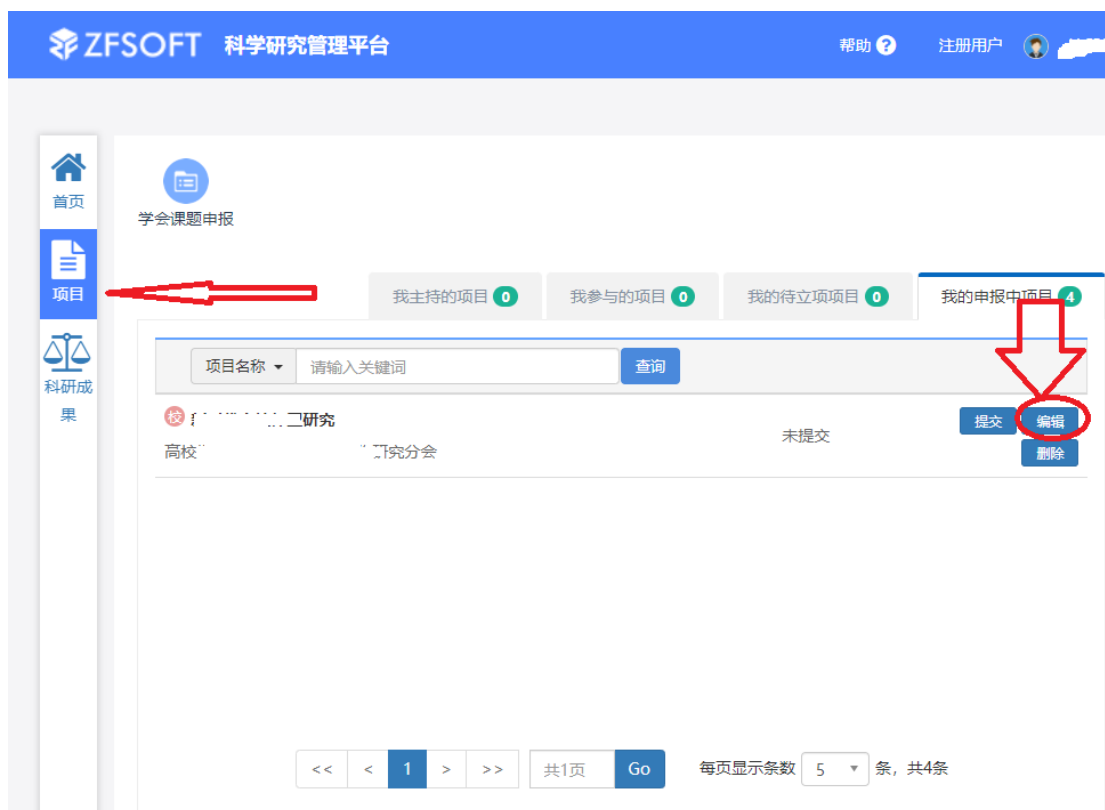 ZFSOFT 科学研究管理平台 帮助 ? 注册用户
首页
学会课题申报
项目
我主持的项目 0 我参与的项目 0 我的待立项项目 0 我的申报中项目 4
科研成
果
项目名称 请输入关键词 查询
校 研究 提交 编辑
高校 研究分会 未提交
删除
<< < 1 > >> 共1页 Go 每页显示条数 5 条，共4条